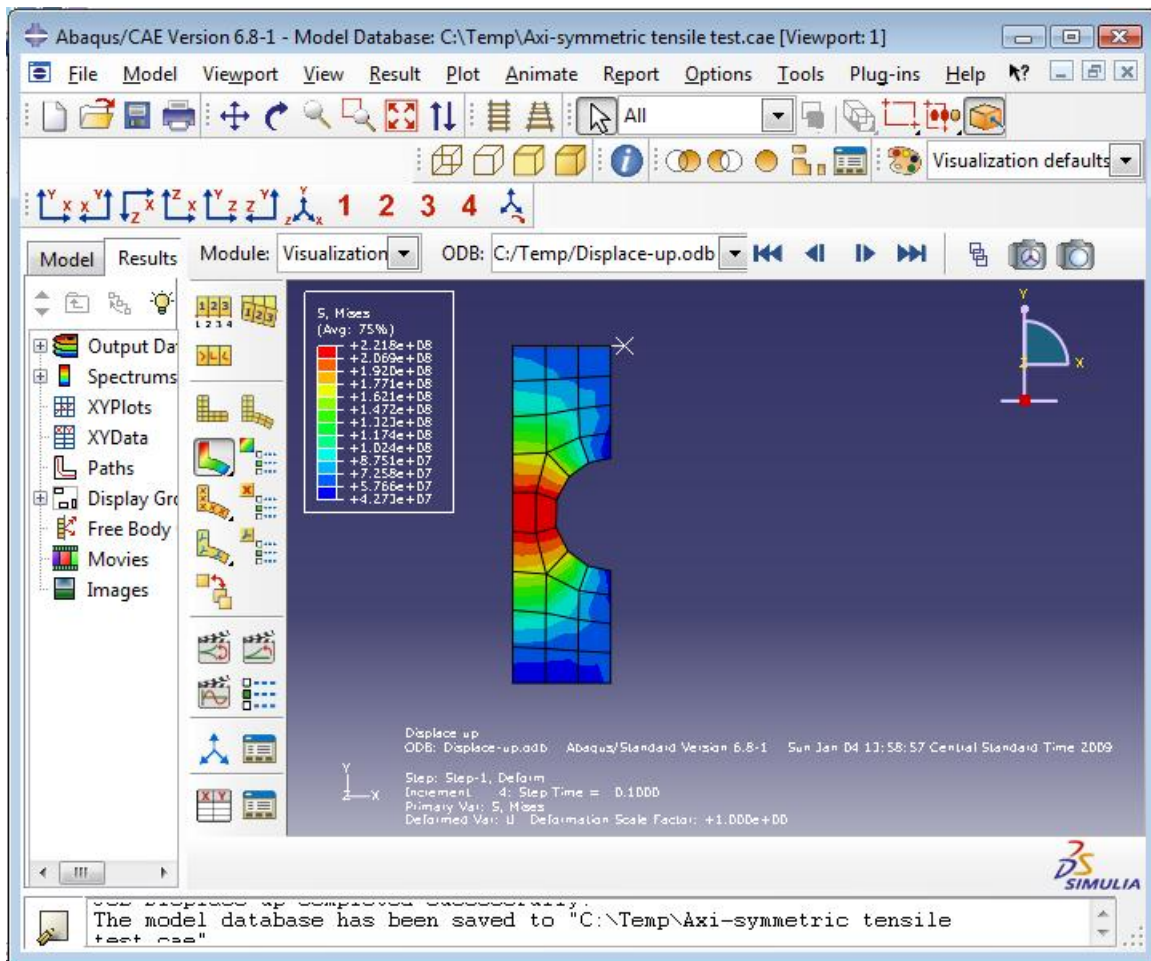 Abaqus/CAE Version 6.8-1 - Model Database: C:\Temp\Axi-symmetric tensile test.cae [Viewport: 1]
File Model Viewport View Result Plot Animate Report Options Tools Plug-ins Help
All
Visualization defaults
1 2 3 4
Model Results Module: Visualization ODB: C:/Temp/Displace-up.odb
Output Da
Spectrums
XYPlots
XYData
Paths
Display Gro
Free Body
Movies
Images
S, Mises
(Avg: 75%)
+2.218e+08
+2.069e+08
+1.920e+08
+1.771e+08
+1.621e+08
+1.472e+08
+1.323e+08
+1.174e+08
+1.024e+08
+8.751e+07
+7.258e+07
+5.766e+07
+4.273e+07
Y
Z X
Displace up
ODB: Displace-up.odb Abaqus/Standard Version 6.8-1 Sun Jan 04 13:58:57 Central Standard Time 2009
Y
Z X
Step: Step-1, Deform
Increment 4: Step Time = 0.1000
Primary Var: S, Mises
Deformed Var: U Deformation Scale Factor: +1.000e+00
SIMULIA
The model database has been saved to "C:\Temp\Axi-symmetric tensile
test.cae"